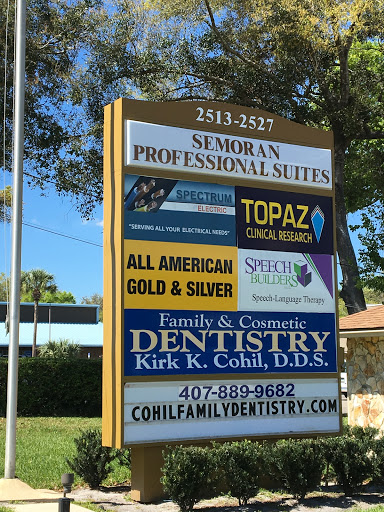 2513-2527
SEMORAN
PROFESSIONAL SUITES
SPECTRUM
ELECTRIC
"SERVING ALL YOUR ELECTRICAL NEEDS"
TOPAZ
CLINICAL RESEARCH
ALL AMERICAN
GOLD & SILVER
SPEECH
BUILDERS
Speech-Language Therapy
Family & Cosmetic
DENTISTRY
Kirk K. Cohil, D.D.S.
407-889-9682
COHILFAMILYDENTISTRY.COM